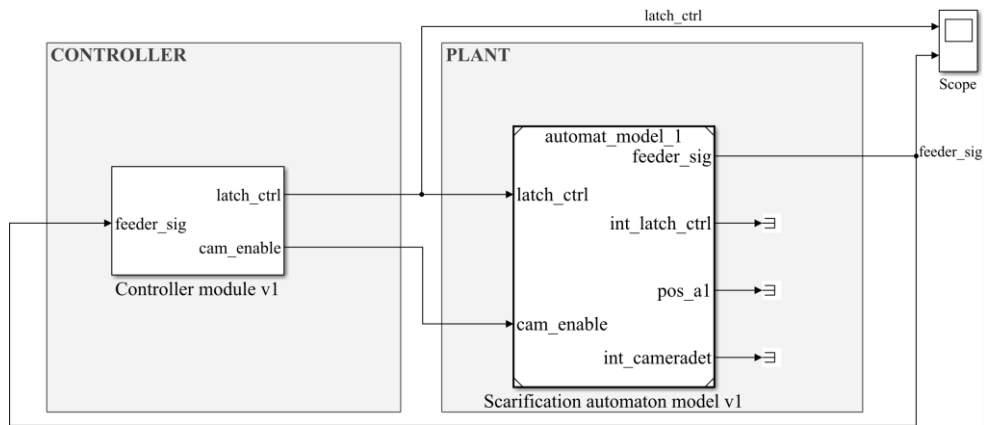 latch_ctrl
CONTROLLER
PLANT
Scope
automat_model_1
feeder_sig
feeder_sig
latch_ctrl
latch_ctrl
feeder_sig
int_latch_ctrl
cam_enable
Controller module v1
pos_a1
cam_enable
int_cameradet
Scarification automaton model v1